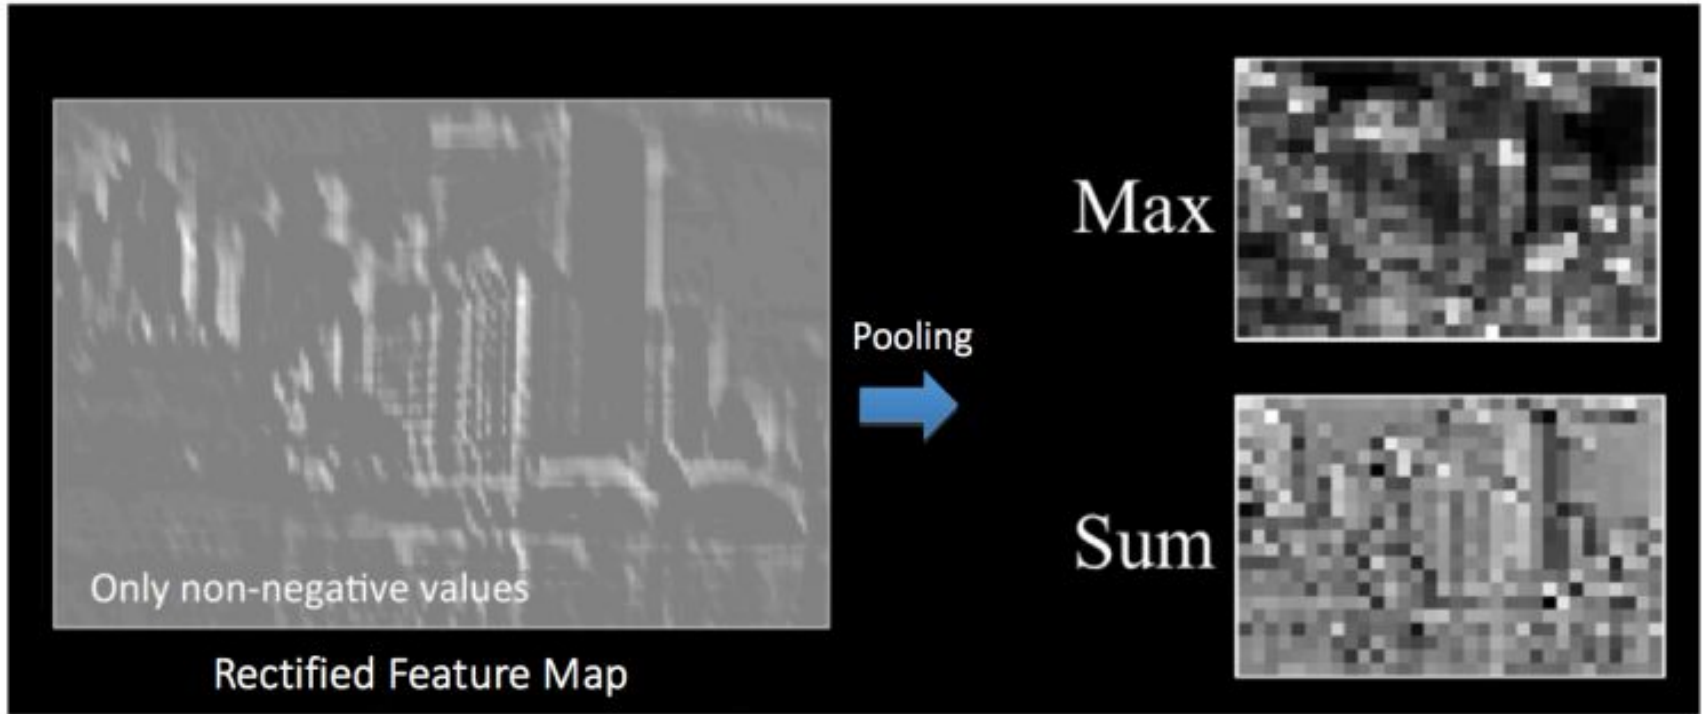 Only non-negative values
Rectified Feature Map
Pooling
Max
Sum